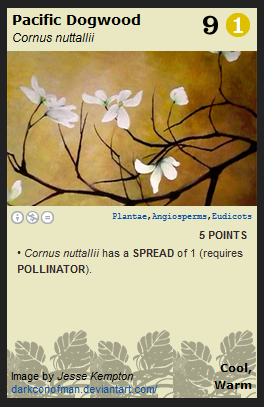 Pacific Dogwood 9 1
Cornus nuttallii
Plantae,Angiosperms,Eudicots
5 POINTS
• Cornus nuttallii has a SPREAD of 1 (requires
POLLINATOR).
Cool,
Image by Jesse Kempton Warm
darkconofman.deviantart.com/